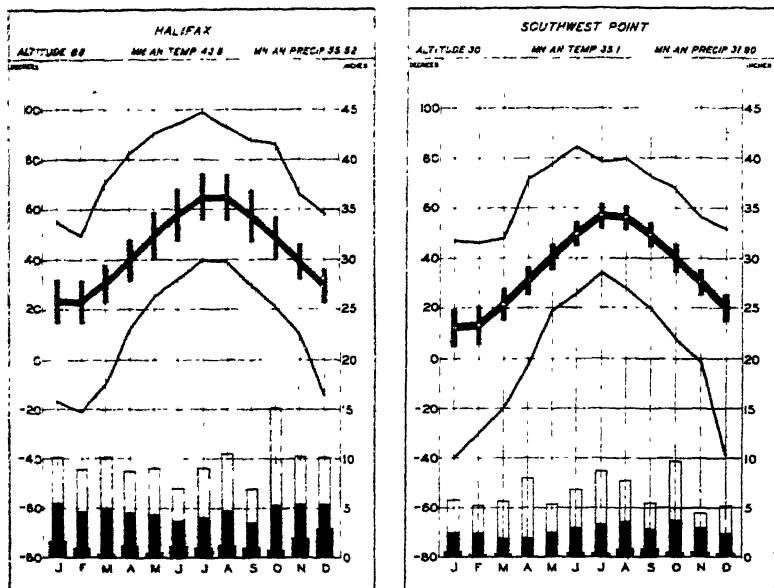 HALIFAX
ALTITUDE 88 MN AN TEMP 43.8 MN AN PRECIP 55.52
DEGREES INCHES
100 45
80 40
60 35
40 30
20 25
0 20
-20 15
-40 10
-60 5
-80 0
J F M A M J J A S O N D
SOUTHWEST POINT
ALTITUDE 30 MN AN TEMP 35.1 MN AN PRECIP 31.90
DEGREES INCHES
100 45
80 40
60 35
40 30
20 25
0 20
-20 15
-40 10
-60 5
-80 0
J F M A M J J A S O N D